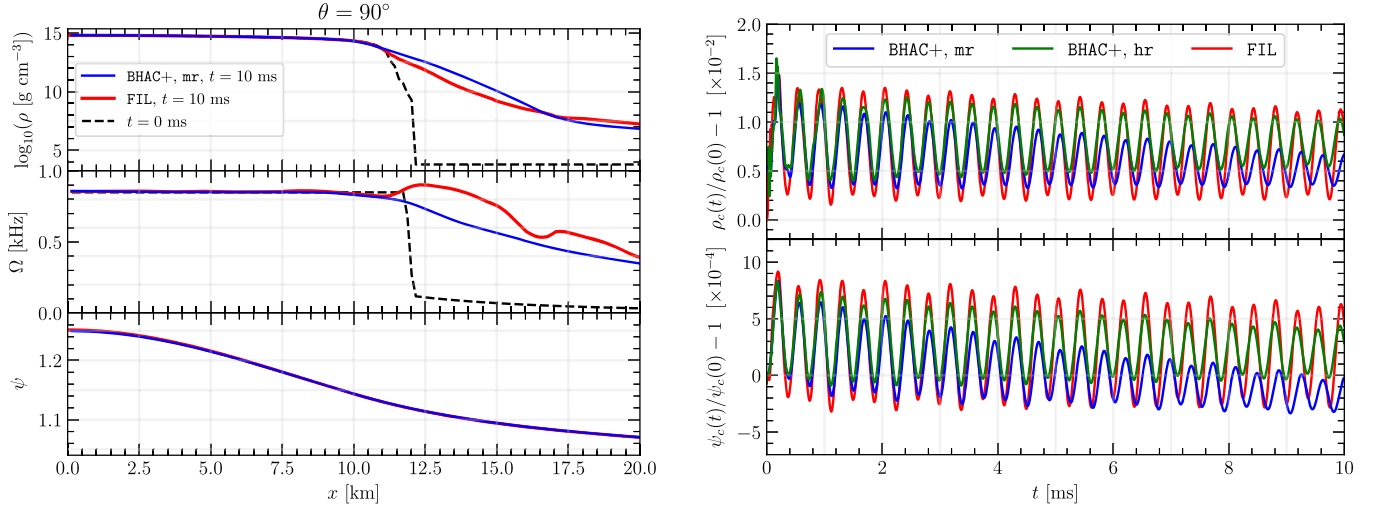 θ = 90°
log₁₀(ρ [g cm⁻³])
15
10
5
BHAC+, mr, t = 10 ms
FIL, t = 10 ms
t = 0 ms
Ω [kHz]
1.0
0.5
0.0
ψ
1.2
1.1
0.0 2.5 5.0 7.5 10.0 12.5 15.0 17.5 20.0
x [km]
ρc(t)/ρc(0) − 1 [×10⁻²]
2.0
1.5
1.0
0.5
0.0
BHAC+, mr BHAC+, hr FIL
ψc(t)/ψc(0) − 1 [×10⁻⁴]
10
5
0
−5
0 2 4 6 8 10
t [ms]